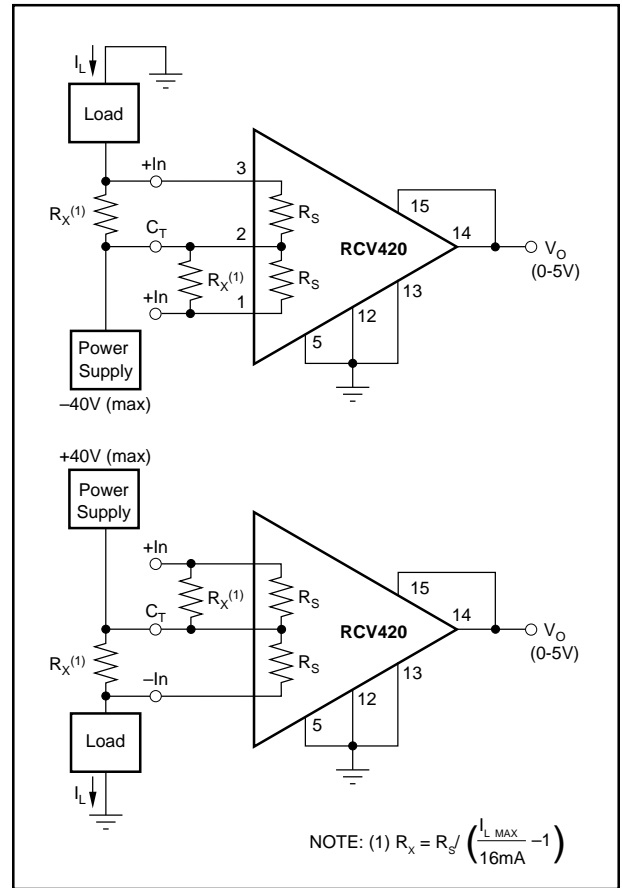 I_L
Load
+In
3
R_X(1)
R_S
15
C_T
2
14
RCV420
V_O
(0-5V)
R_X(1)
R_S
+In
1
13
12
5
Power
Supply
–40V (max)
+40V (max)
Power
Supply
+In
15
R_X(1)
R_S
C_T
14
RCV420
V_O
(0-5V)
R_X(1)
R_S
–In
13
12
5
Load
I_L
NOTE: (1) R_X = R_S/ (I_L MAX/16mA –1)